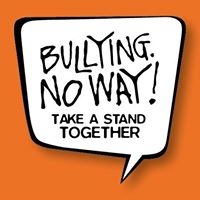 BULLYING.
NO WAY!
TAKE A STAND
TOGETHER